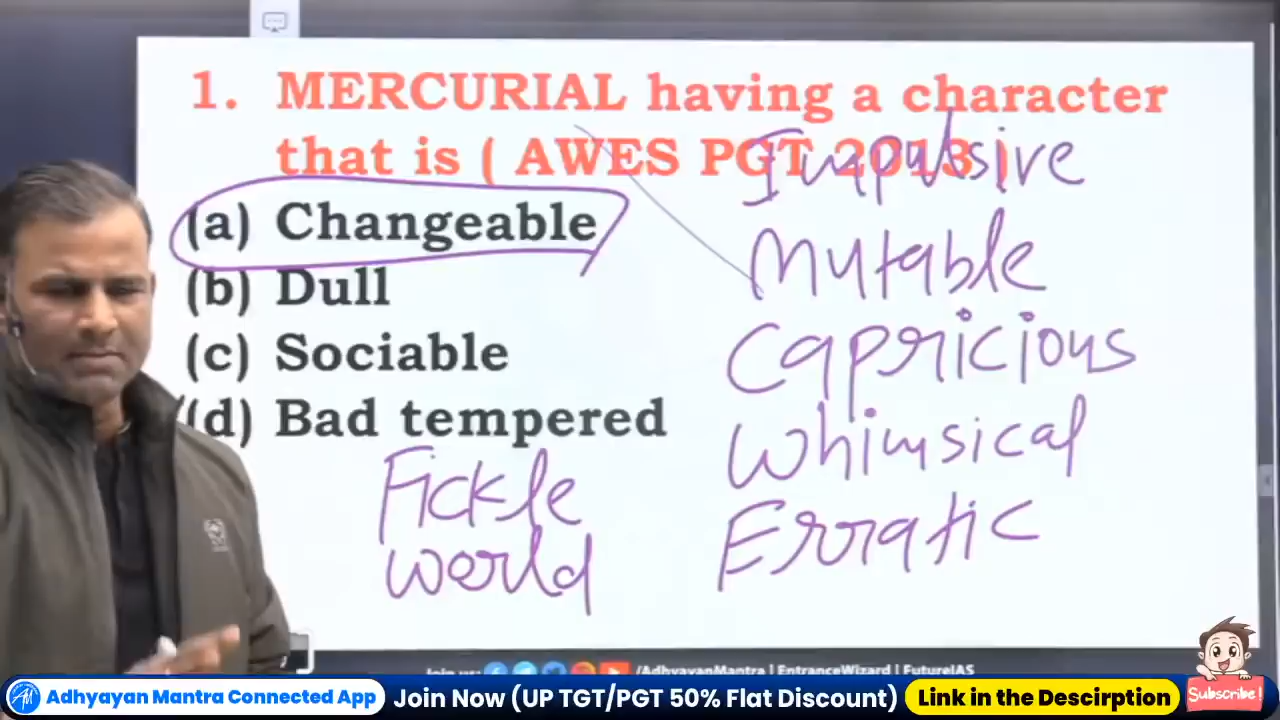 1. MERCURIAL having a character
that is ( AWES PGT 2013 )
(a) Changeable
(b) Dull
(c) Sociable
(d) Bad tempered
Impulsive
Mutable
Capricious
Whimsical
Erratic
Fickle
world
Join us: /AdhyayanMantra | EntranceWizard | FutureIAS
Adhyayan Mantra Connected App
Join Now (UP TGT/PGT 50% Flat Discount)
Link in the Descirption
Subscribe!